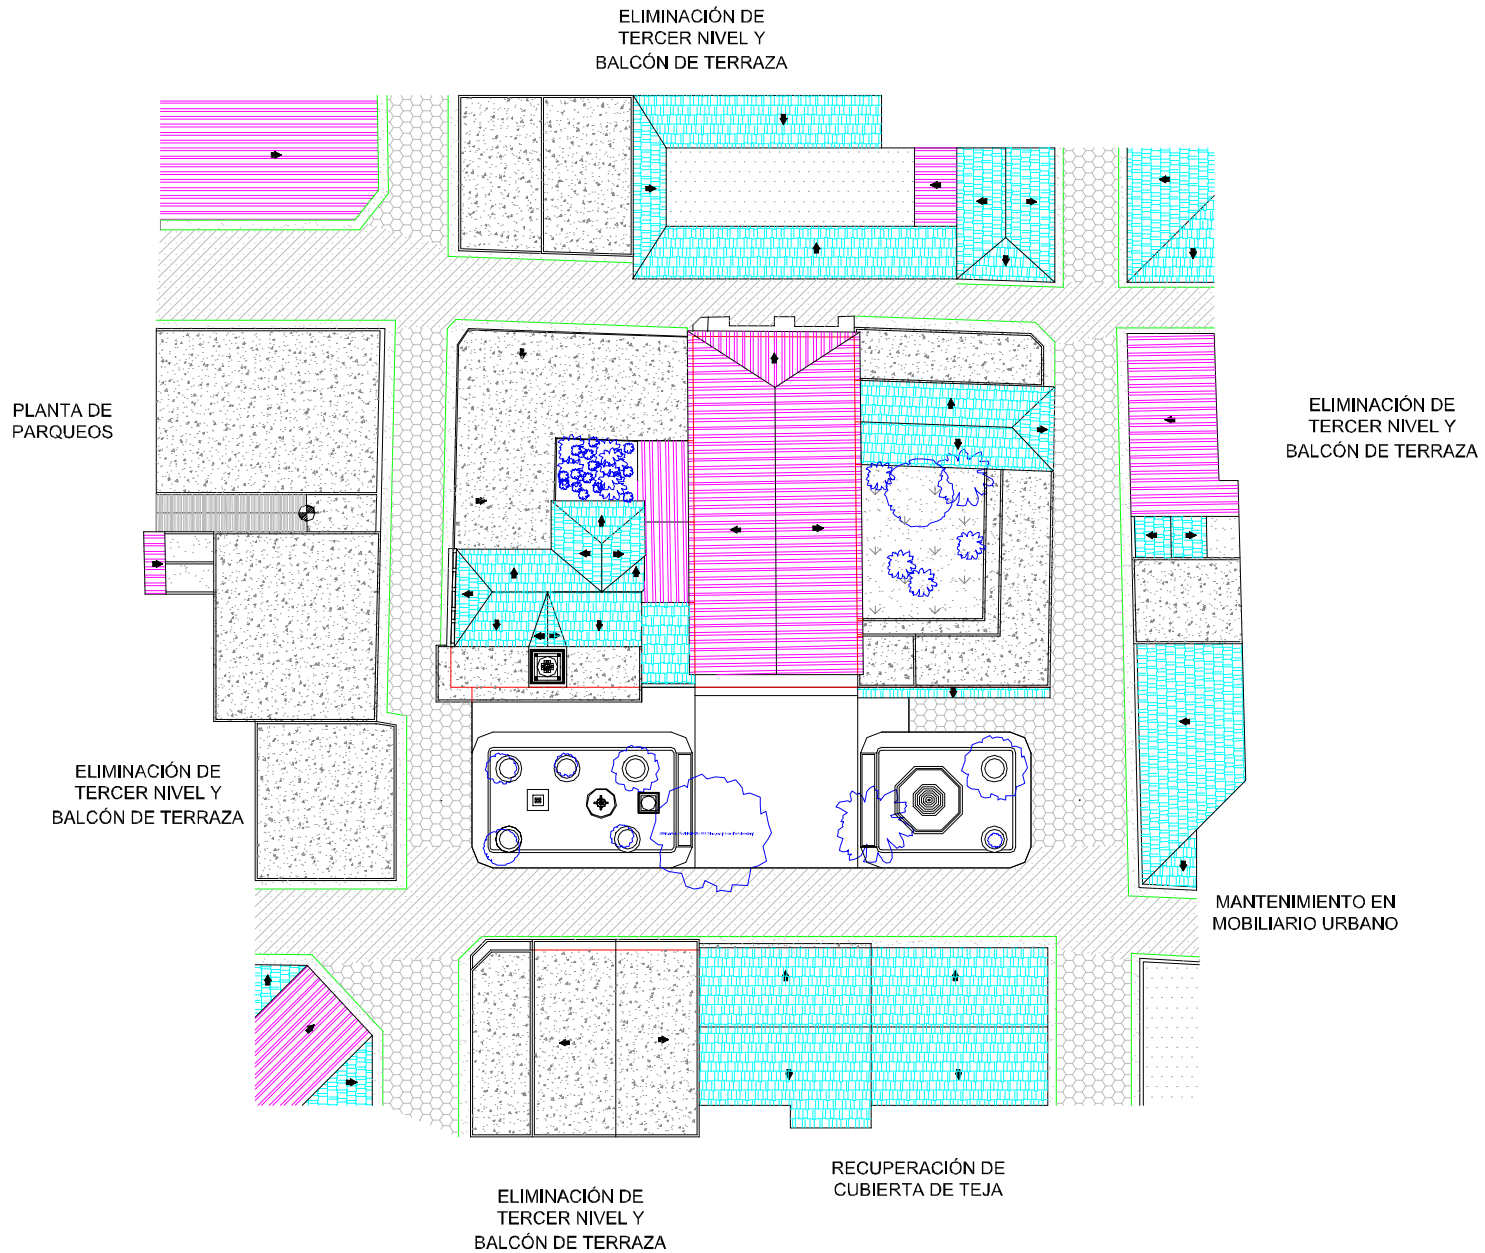 ELIMINACIÓN DE
TERCER NIVEL Y
BALCÓN DE TERRAZA
PLANTA DE
PARQUEOS
ELIMINACIÓN DE
TERCER NIVEL Y
BALCÓN DE TERRAZA
ELIMINACIÓN DE
TERCER NIVEL Y
BALCÓN DE TERRAZA
MANTENIMIENTO EN
MOBILIARIO URBANO
RECUPERACIÓN DE
CUBIERTA DE TEJA
ELIMINACIÓN DE
TERCER NIVEL Y
BALCÓN DE TERRAZA